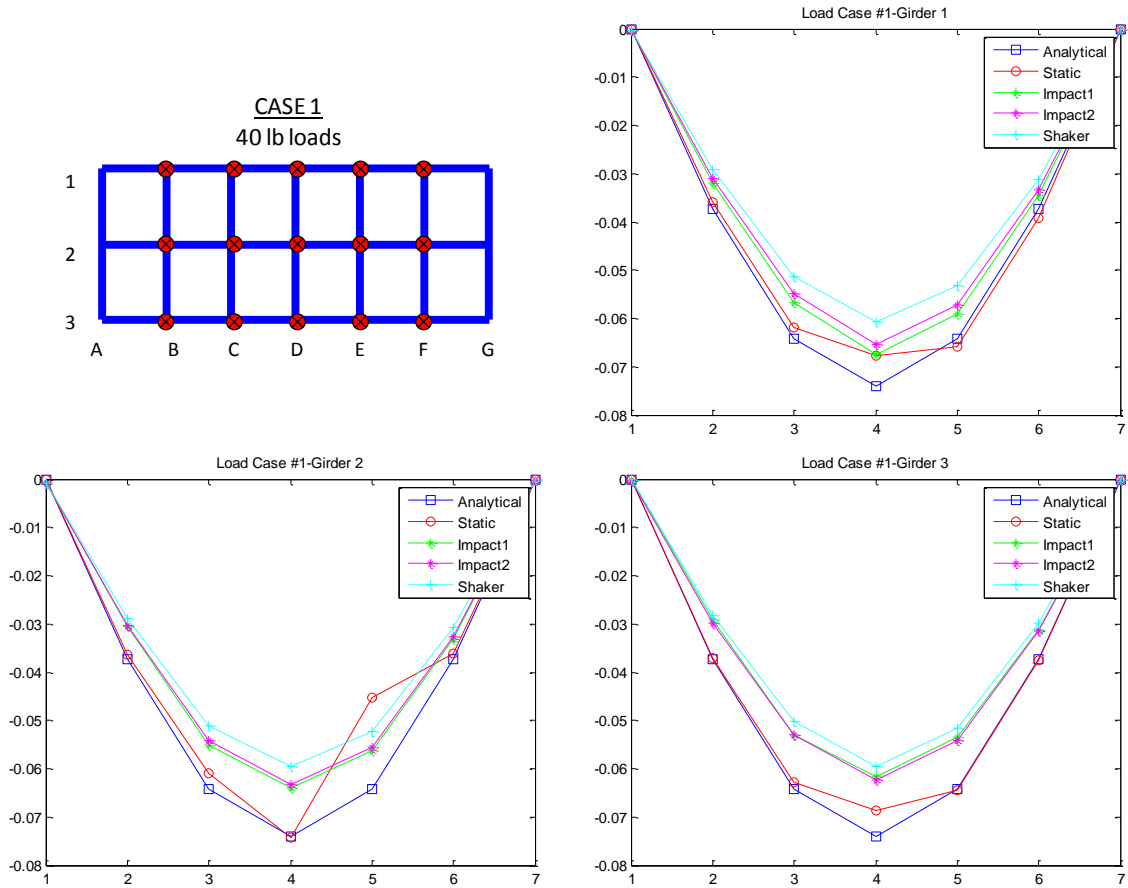 CASE 1
40 lb loads
1
2
3
A B C D E F G
Load Case #1-Girder 1
0
-0.01
-0.02
-0.03
-0.04
-0.05
-0.06
-0.07
-0.08
1 2 3 4 5 6 7
Analytical
Static
Impact1
Impact2
Shaker
Load Case #1-Girder 2
0
-0.01
-0.02
-0.03
-0.04
-0.05
-0.06
-0.07
-0.08
1 2 3 4 5 6 7
Analytical
Static
Impact1
Impact2
Shaker
Load Case #1-Girder 3
0
-0.01
-0.02
-0.03
-0.04
-0.05
-0.06
-0.07
-0.08
1 2 3 4 5 6 7
Analytical
Static
Impact1
Impact2
Shaker